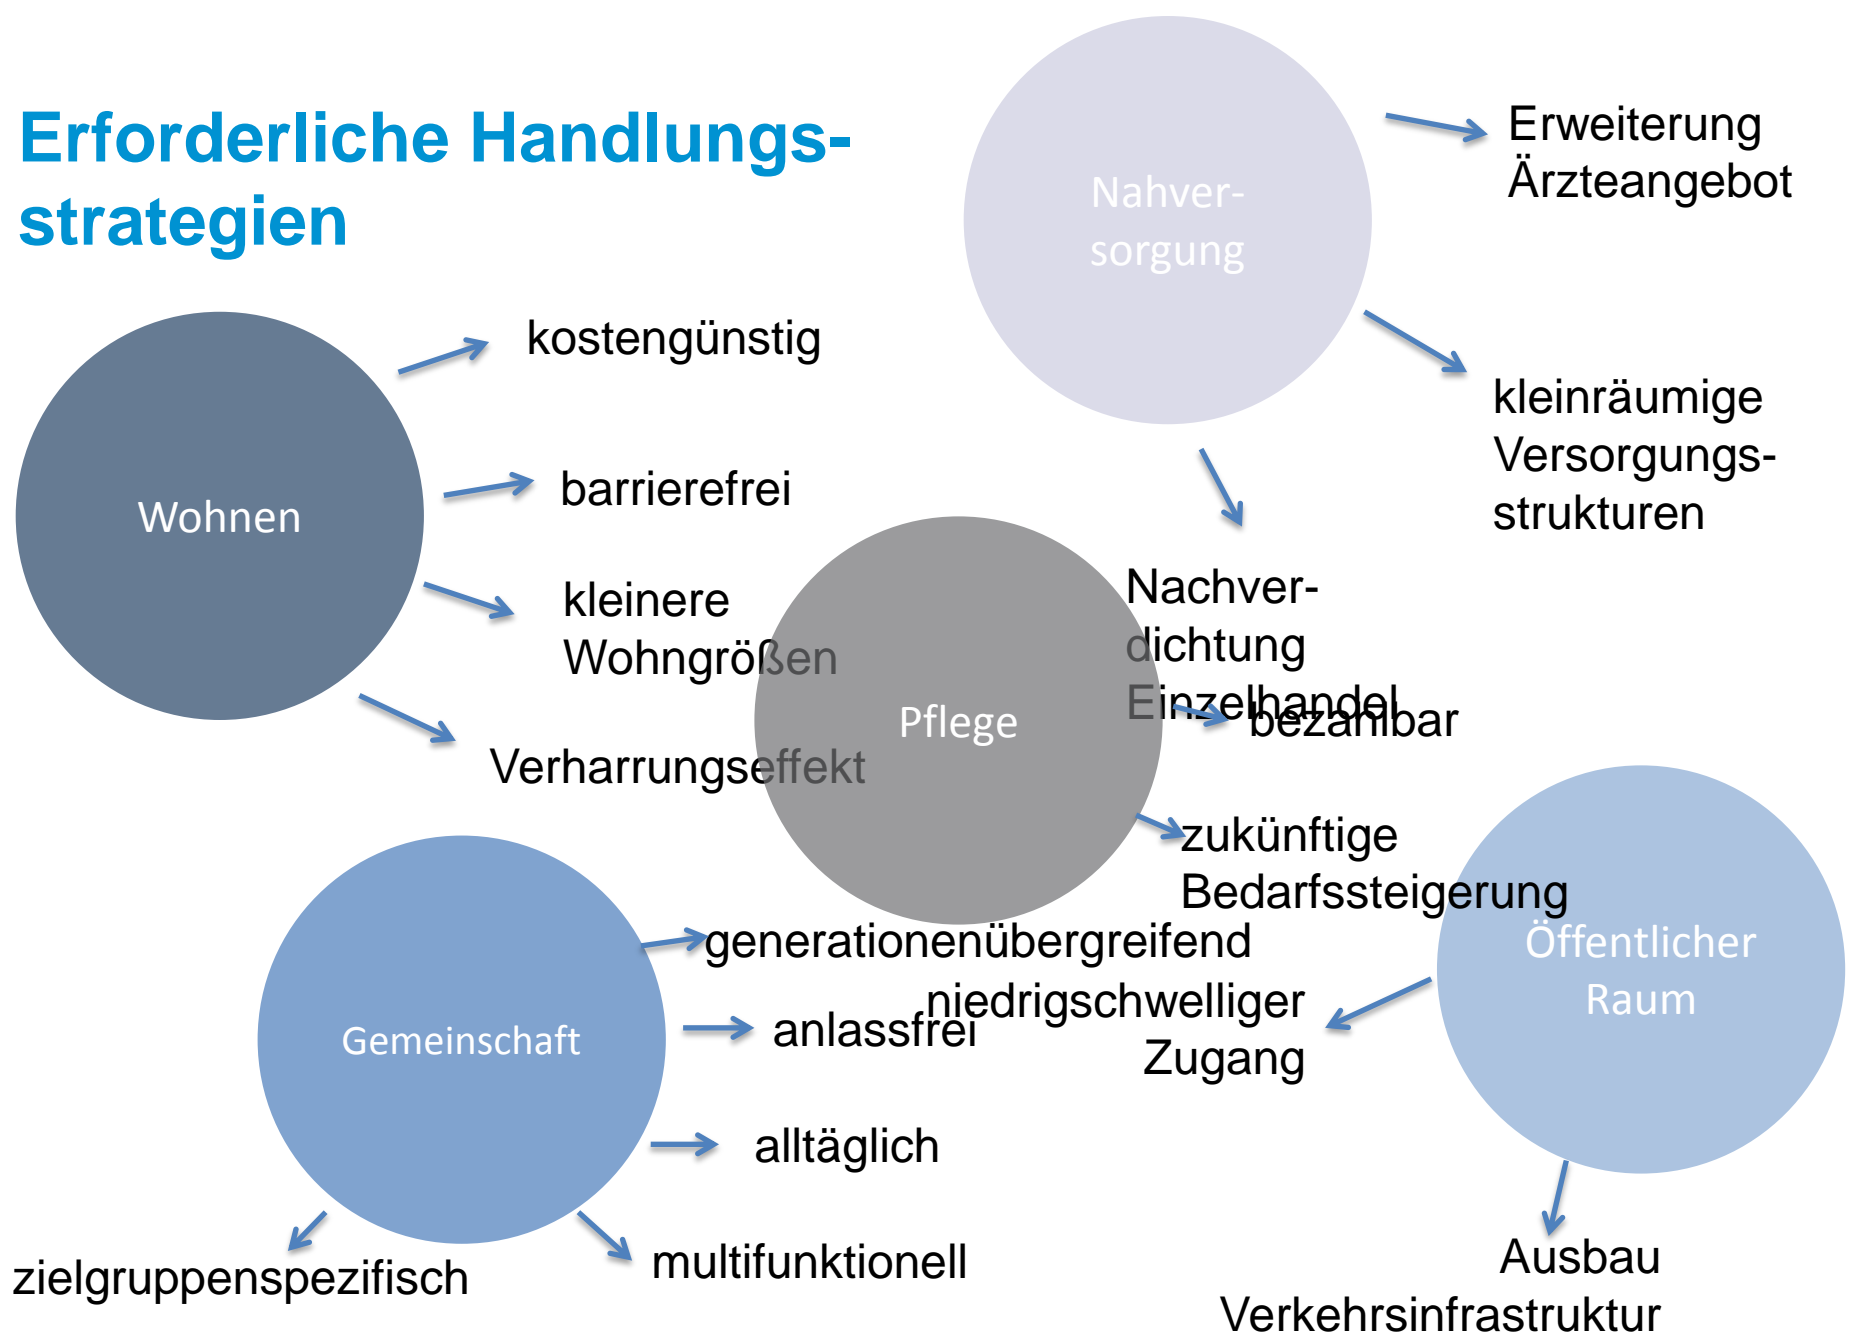 Erforderliche Handlungs-
strategien
Nahver-
sorgung
Erweiterung
Ärzteangebot
kleinräumige
Versorgungs-
strukturen
Nachver-
dichtung
Einzelhandel
Wohnen
kostengünstig
barrierefrei
kleinere
Wohngrößen
Verharrungseffekt
Pflege
bezahlbar
zukünftige
Bedarfssteigerung
Gemeinschaft
generationenübergreifend
anlassfrei
alltäglich
multifunktionell
zielgruppenspezifisch
Öffentlicher
Raum
niedrigschwelliger
Zugang
Ausbau
Verkehrsinfrastruktur